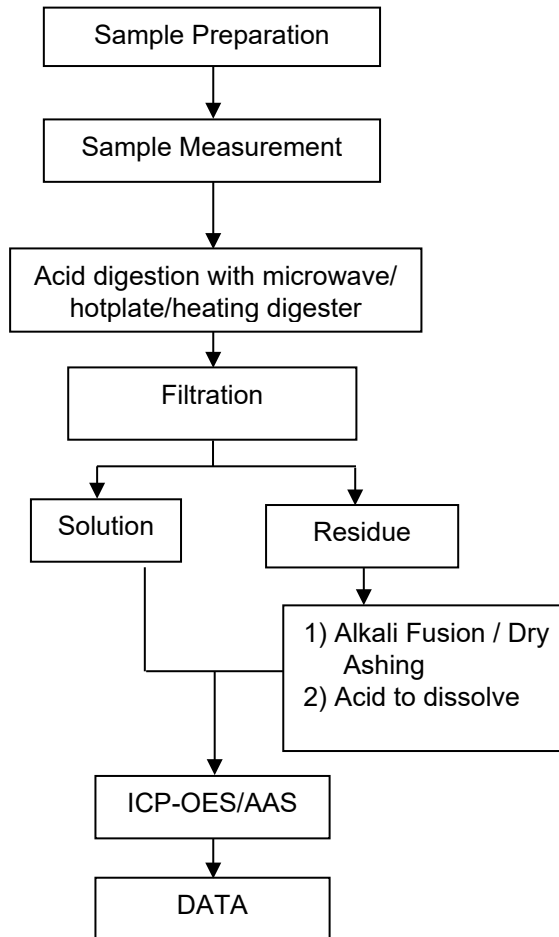 Sample Preparation
Sample Measurement
Acid digestion with microwave/
hotplate/heating digester
Filtration
Solution
Residue
1) Alkali Fusion / Dry
Ashing
2) Acid to dissolve
ICP-OES/AAS
DATA